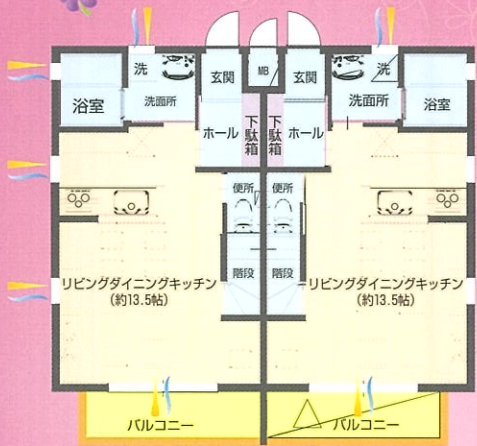 洗
玄関
MB
玄関
洗
浴室
洗面所
洗面所
浴室
ホール
下駄箱
下駄箱
ホール
便所
便所
階段
階段
リビングダイニングキッチン
(約13.5帖)
リビングダイニングキッチン
(約13.5帖)
バルコニー
バルコニー